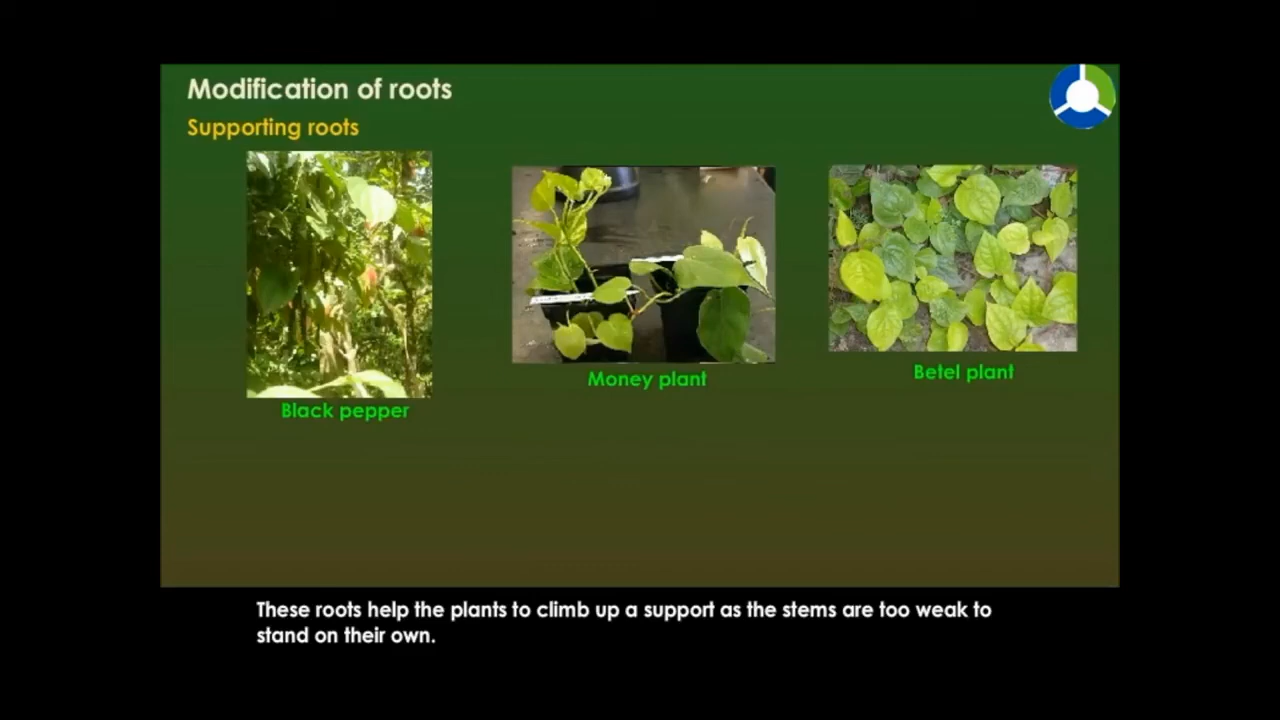 Modification of roots
Supporting roots
Black pepper
Money plant
Betel plant
These roots help the plants to climb up a support as the stems are too weak to
stand on their own.